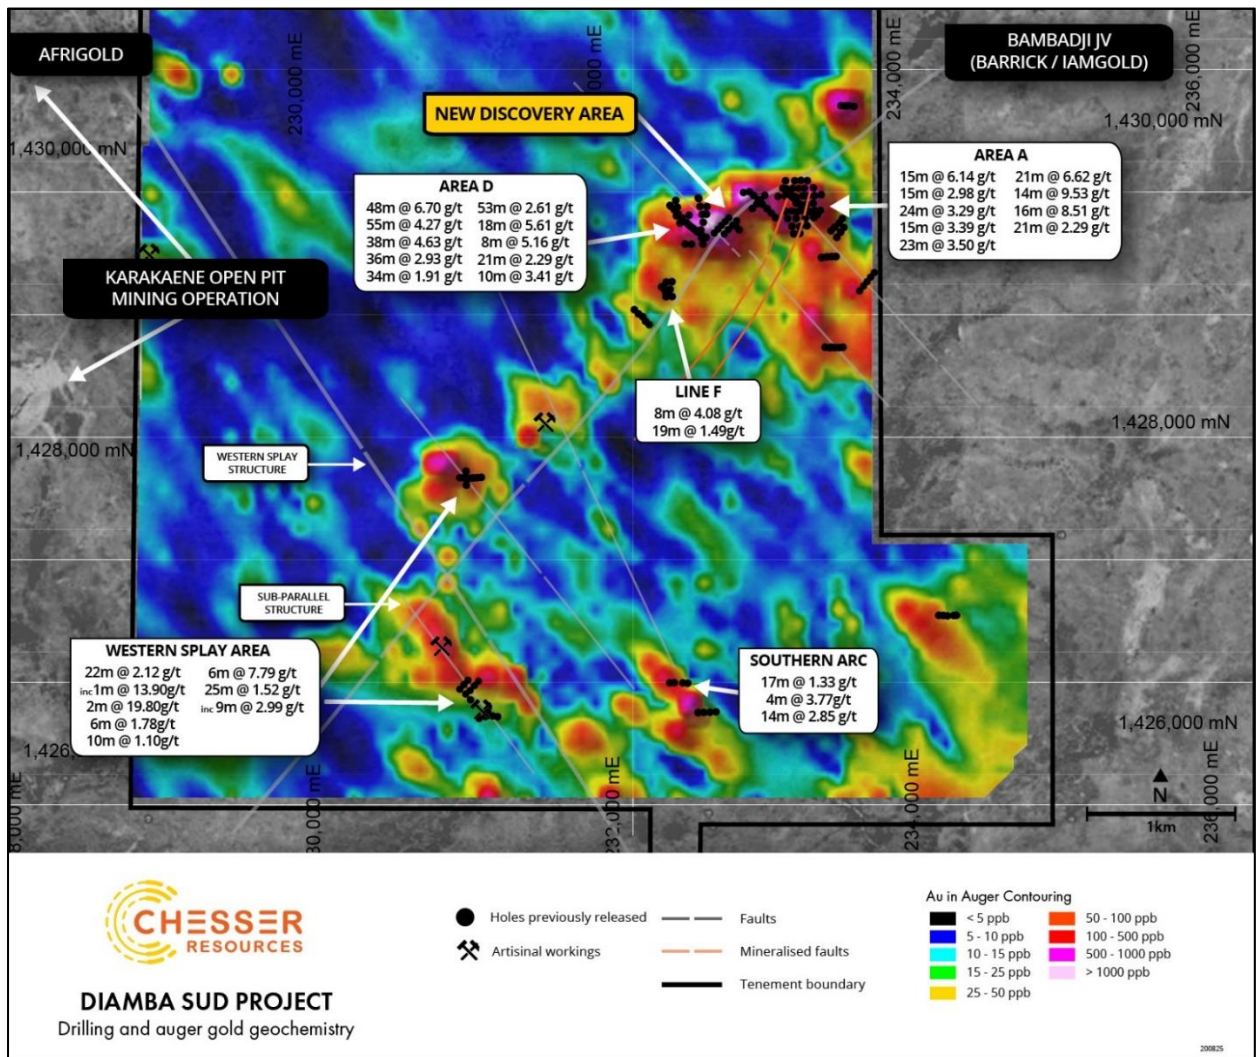 AFRIGOLD
230,000 mE
,000 mE
234,000 mE
BAMBADJI JV
(BARRICK / IAMGOLD)
236,000 mE
NEW DISCOVERY AREA
1,430,000 mN
1,430,000 mN
AREA D
48m @ 6.70 g/t 53m @ 2.61 g/t
55m @ 4.27 g/t 18m @ 5.61 g/t
38m @ 4.63 g/t 8m @ 5.16 g/t
36m @ 2.93 g/t 21m @ 2.29 g/t
34m @ 1.91 g/t 10m @ 3.41 g/t
AREA A
15m @ 6.14 g/t 21m @ 6.62 g/t
15m @ 2.98 g/t 14m @ 9.53 g/t
24m @ 3.29 g/t 16m @ 8.51 g/t
15m @ 3.39 g/t 21m @ 2.29 g/t
23m @ 3.50 g/t
KARAKAENE OPEN PIT
MINING OPERATION
LINE F
8m @ 4.08 g/t
19m @ 1.49g/t
1,428,000 mN
1,428,000 mN
WESTERN SPLAY
STRUCTURE
SUB-PARALLEL
STRUCTURE
WESTERN SPLAY AREA
22m @ 2.12 g/t 6m @ 7.79 g/t
inc 1m @ 13.90g/t 25m @ 1.52 g/t
2m @ 19.80g/t inc 9m @ 2.99 g/t
6m @ 1.78g/t
10m @ 1.10g/t
SOUTHERN ARC
17m @ 1.33 g/t
4m @ 3.77g/t
14m @ 2.85 g/t
1,426,
1,426,000 mN
8,000 mE
30,000 mE
232,000 mE
234,000 mE
236,000 mE
N
1km
CHESSER
RESOURCES
DIAMBA SUD PROJECT
Drilling and auger gold geochemistry
Holes previously released
Artisinal workings
Faults
Mineralised faults
Tenement boundary
Au in Auger Contouring
< 5 ppb
5 - 10 ppb
10 - 15 ppb
15 - 25 ppb
25 - 50 ppb
50 - 100 ppb
100 - 500 ppb
500 - 1000 ppb
> 1000 ppb
200825